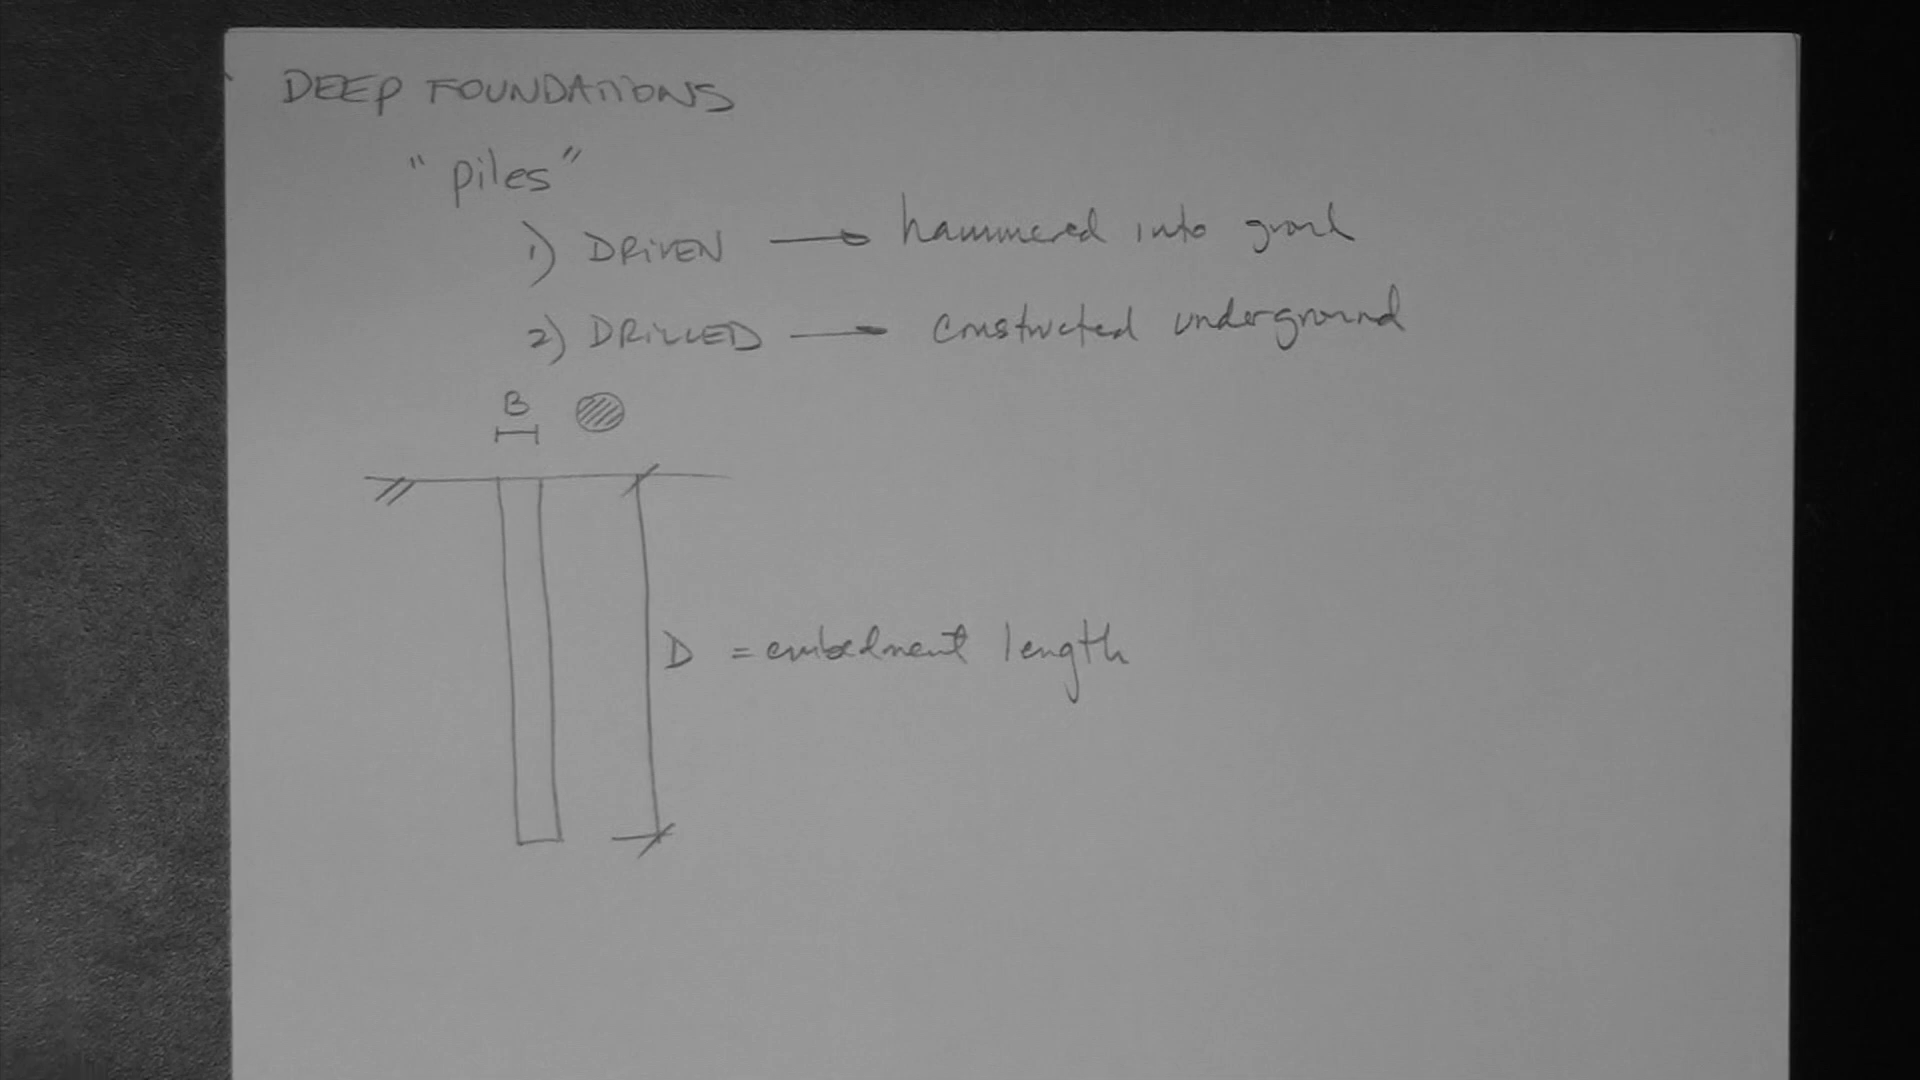 DEEP FOUNDATIONS
"piles"
1) DRIVEN → hammered into ground
2) DRILLED → constructed underground
B
D = embedment length